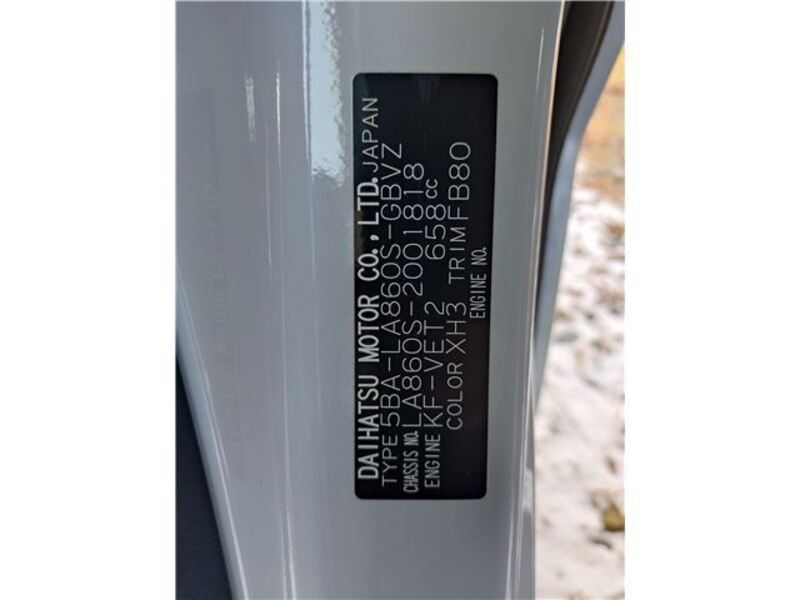 DAIHATSU MOTOR CO., LTD. JAPAN
TYPE 5BA-LA860S-GBVZ
CHASSIS NO. LA860S-2001818
ENGINE KF-VET2 658cc
COLOR XH3 TRIM FB80
ENGINE NO.